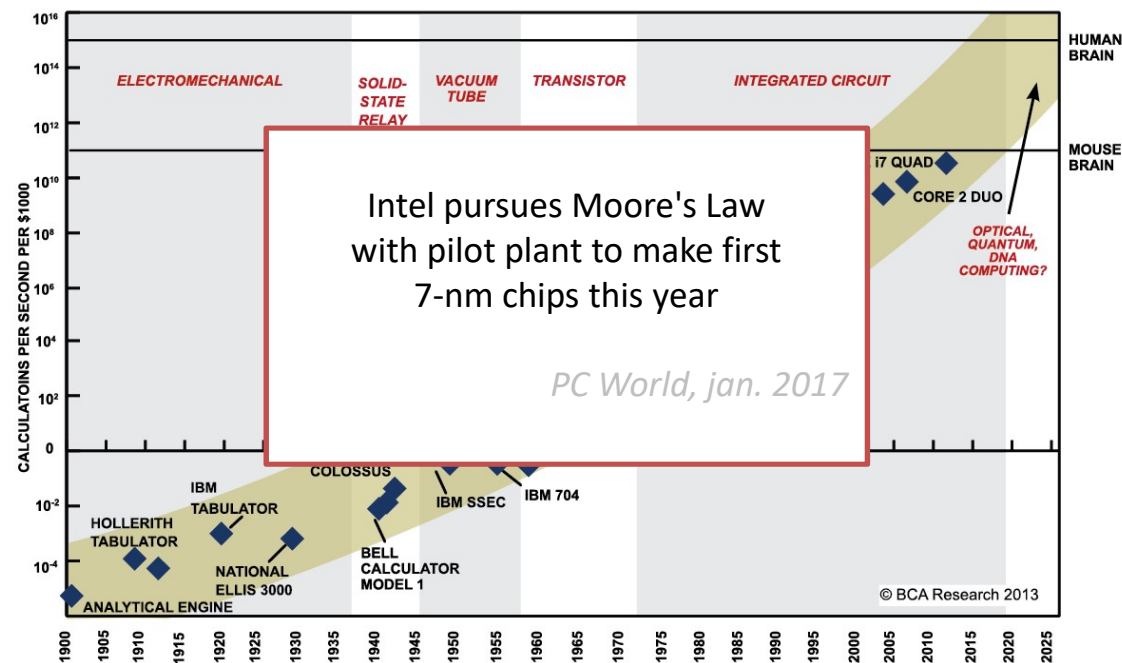 10¹⁶
10¹⁴
10¹²
10¹⁰
10⁸
10⁶
10⁴
10²
0
10⁻²
10⁻⁴
CALCULATOINS PER SECOND PER $1000
ELECTROMECHANICAL
SOLID-
STATE
RELAY
VACUUM
TUBE
TRANSISTOR
INTEGRATED CIRCUIT
HUMAN
BRAIN
MOUSE
BRAIN
i7 QUAD
CORE 2 DUO
OPTICAL,
QUANTUM,
DNA
COMPUTING?
Intel pursues Moore's Law
with pilot plant to make first
7-nm chips this year
PC World, jan. 2017
COLOSSUS
IBM SSEC
IBM 704
IBM
TABULATOR
HOLLERITH
TABULATOR
NATIONAL
ELLIS 3000
BELL
CALCULATOR
MODEL 1
ANALYTICAL ENGINE
© BCA Research 2013
1900
1905
1910
1915
1920
1925
1930
1935
1940
1945
1950
1955
1960
1965
1970
1975
1980
1985
1990
1995
2000
2005
2010
2015
2020
2025